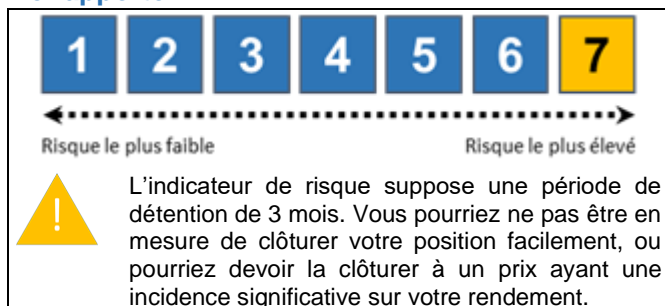 1 2 3 4 5 6 7
Risque le plus faible Risque le plus élevé
!
L'indicateur de risque suppose une période de
détention de 3 mois. Vous pourriez ne pas être en
mesure de clôturer votre position facilement, ou
pourriez devoir la clôturer à un prix ayant une
incidence significative sur votre rendement.